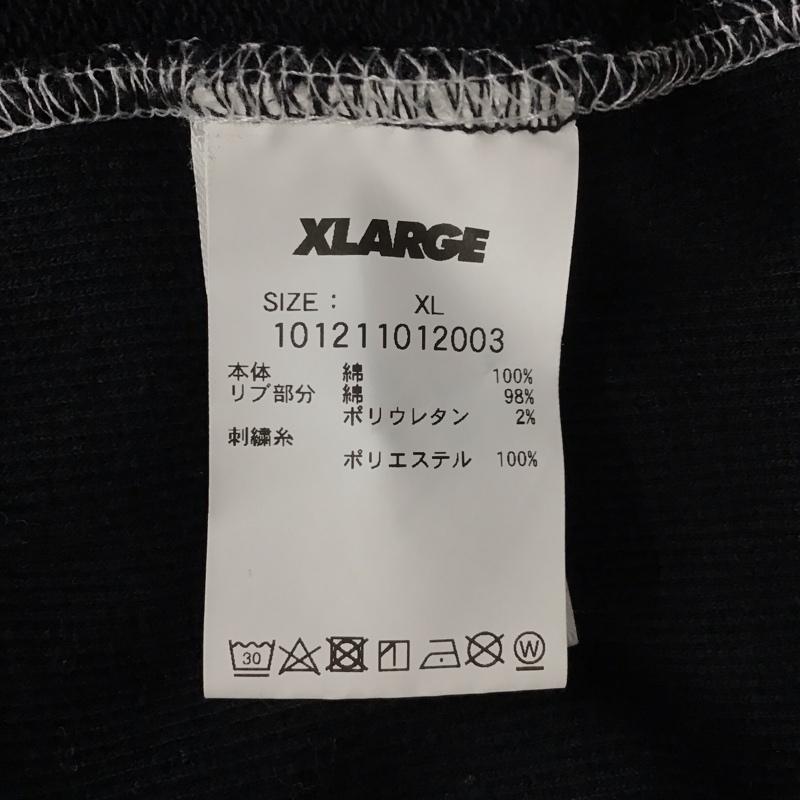 XLARGE
SIZE : XL
101211012003
本体 綿 100%
リブ部分 綿 98%
ポリウレタン 2%
刺繍糸
ポリエステル 100%
30
W